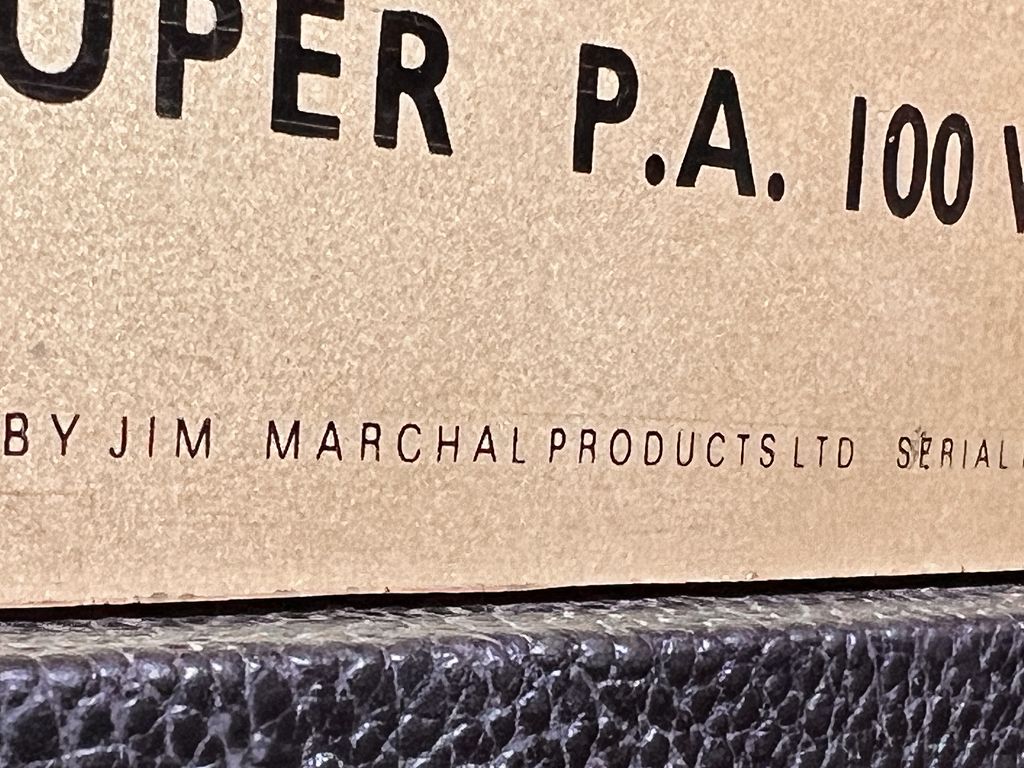 UPER P.A. 100 W
BY JIM MARCHAL PRODUCTS LTD SERIAL